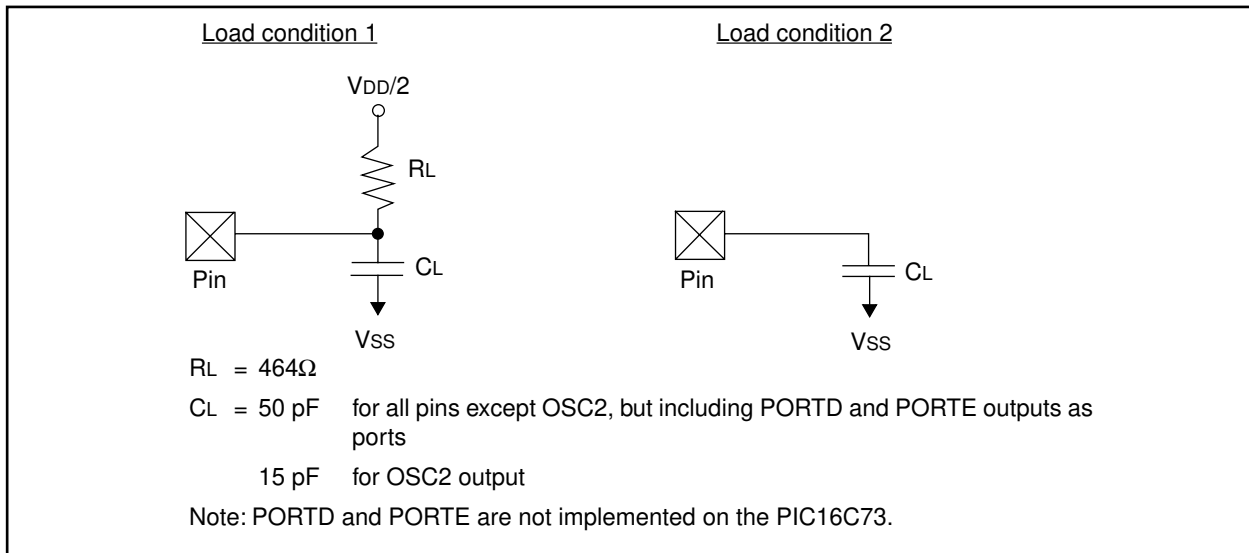 Load condition 1
Load condition 2
VDD/2
RL
CL
Pin
VSS
CL
Pin
VSS
RL = 464Ω
CL = 50 pF for all pins except OSC2, but including PORTD and PORTE outputs as
ports
15 pF for OSC2 output
Note: PORTD and PORTE are not implemented on the PIC16C73.